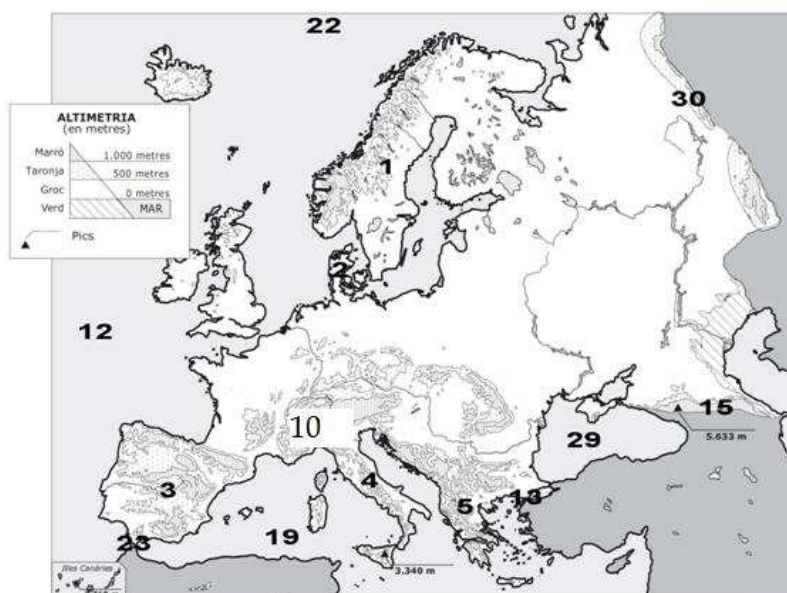 22
30
ALTIMETRIA
(en metres)
Marró
1.000 metres
Taronja
500 metres
Groc
0 metres
Verd
MAR
Pics
1
2
12
10
15
5.633 m
29
3
4
5
13
23
19
3.340 m
Illes Canàries